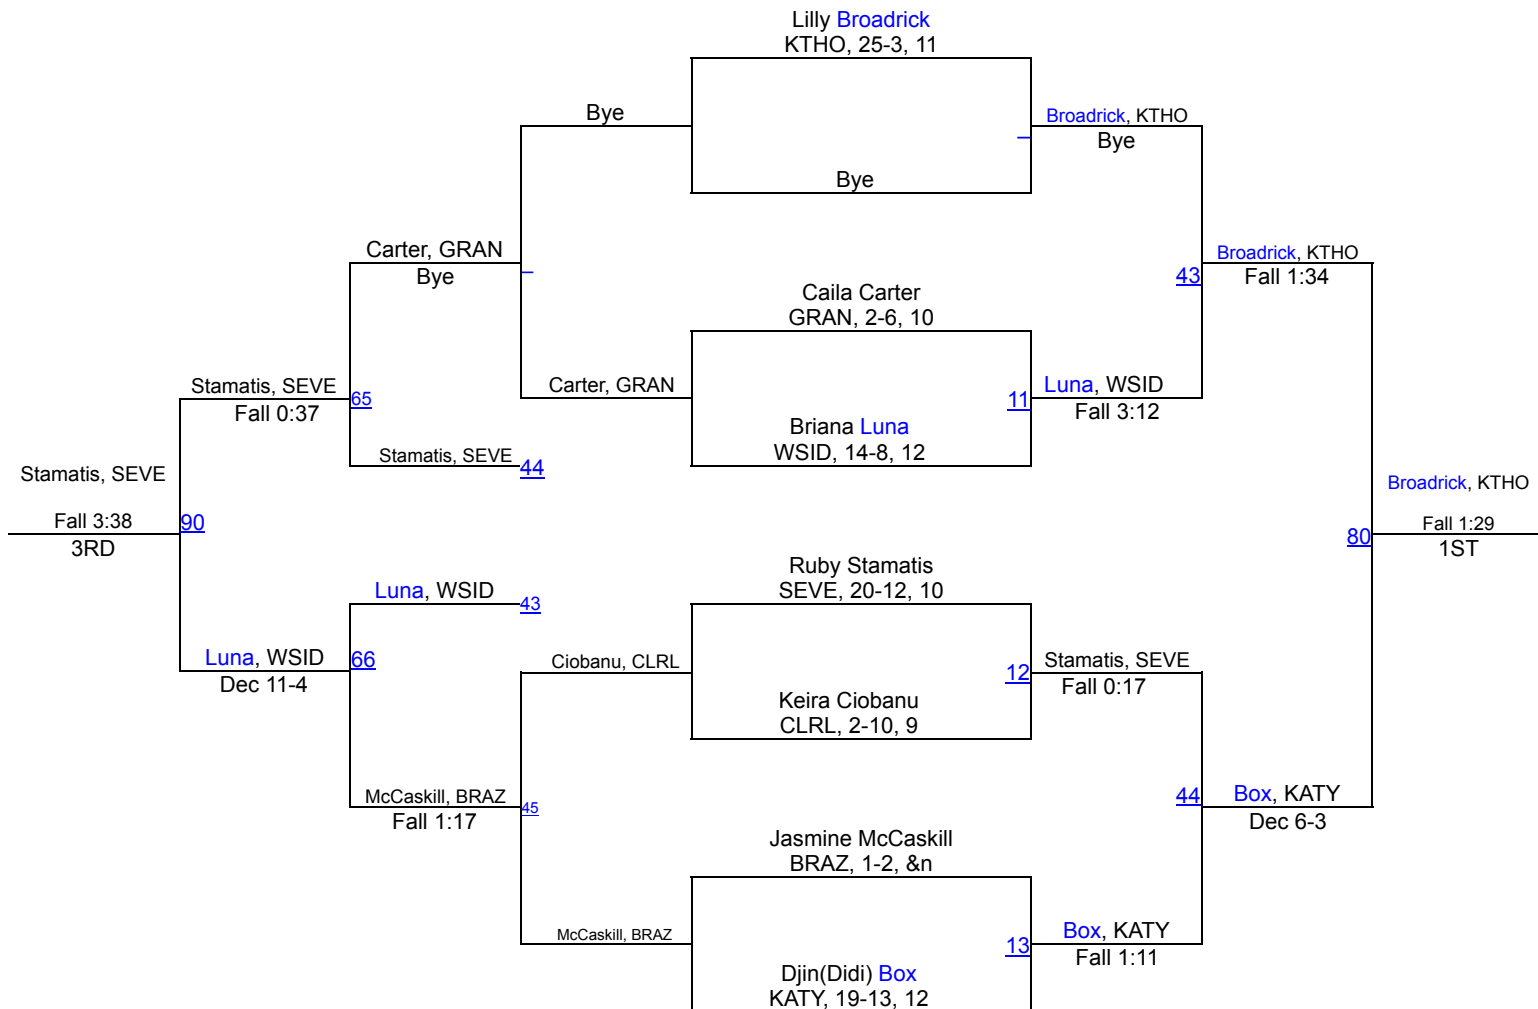 Lilly Broadrick
KTHO, 25-3, 11
Bye
Broadrick, KTHO
Bye
Bye
Carter, GRAN
Bye
Broadrick, KTHO
43
Fall 1:34
Caila Carter
GRAN, 2-6, 10
Stamatis, SEVE
65
Fall 0:37
Carter, GRAN
Luna, WSID
11
Fall 3:12
Briana Luna
WSID, 14-8, 12
Stamatis, SEVE
44
Stamatis, SEVE
Fall 3:38
90
3RD
Broadrick, KTHO
Fall 1:29
80
1ST
Ruby Stamatis
SEVE, 20-12, 10
Luna, WSID
43
Luna, WSID
66
Dec 11-4
Ciobanu, CLRL
Stamatis, SEVE
12
Fall 0:17
Keira Ciobanu
CLRL, 2-10, 9
McCaskill, BRAZ
45
Fall 1:17
44
Box, KATY
Dec 6-3
Jasmine McCaskill
BRAZ, 1-2, &n
McCaskill, BRAZ
Box, KATY
13
Fall 1:11
Djin(Didi) Box
KATY, 19-13, 12